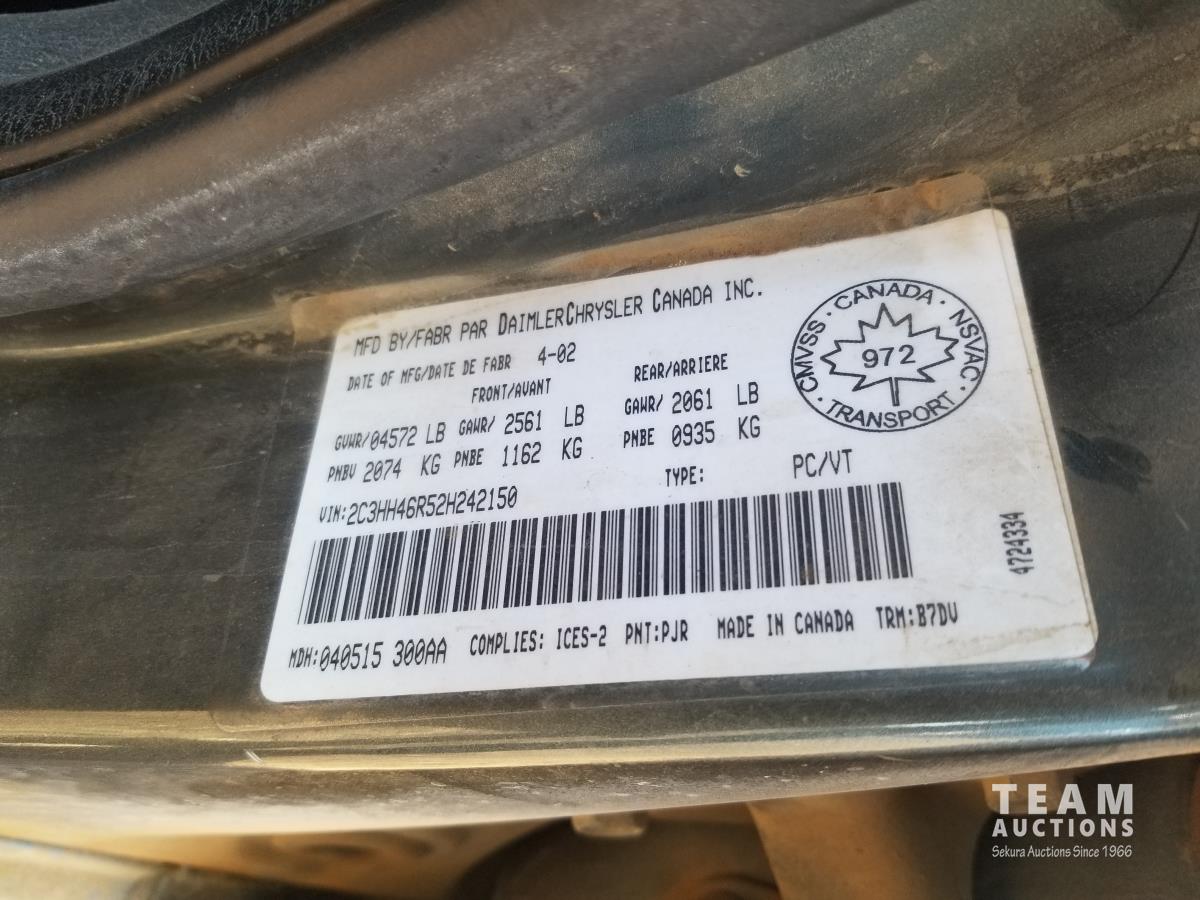 MFD BY/FABR PAR DAIMLERCHRYSLER CANADA INC.
DATE OF MFG/DATE DE FABR 4-02
FRONT/AVANT REAR/ARRIERE
GVWR/04572 LB GAWR/ 2561 LB GAWR/ 2061 LB
PNBV 2074 KG PNBE 1162 KG PNBE 0935 KG
VIN:2C3HH46R52H242150 TYPE: PC/VT
CMVSS · CANADA · NSVAC · TRANSPORT ·
972
4724334
MDH:040515 300AA COMPLIES: ICES-2 PNT:PJR MADE IN CANADA TRM:B7DV
TEAM
AUCTIONS
Sekura Auctions Since 1966